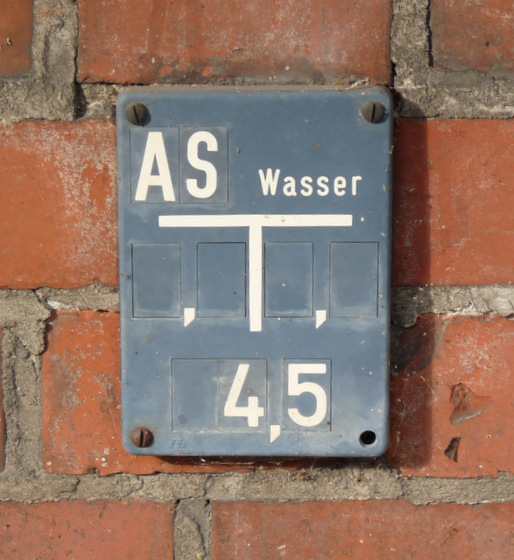 AS Wasser
, ,
4,5